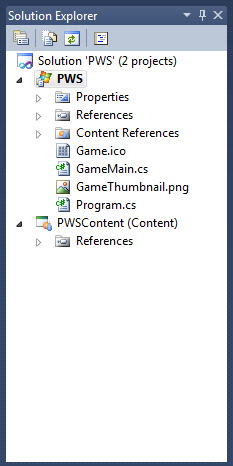 Solution Explorer
Solution 'PWS' (2 projects)
PWS
Properties
References
Content References
Game.ico
GameMain.cs
GameThumbnail.png
Program.cs
PWSContent (Content)
References